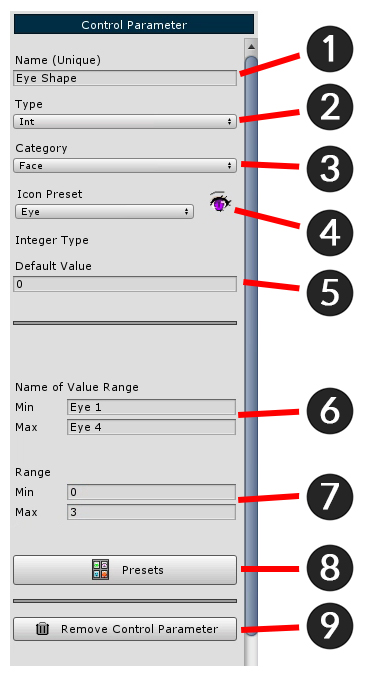 Control Parameter
Name (Unique)
1
Eye Shape
Type
2
Int
Category
3
Face
Icon Preset
Eye
4
Integer Type
Default Value
0
5
Name of Value Range
Min Eye 1
6
Max Eye 4
Range
Min 0
7
Max 3
Presets
8
Remove Control Parameter
9